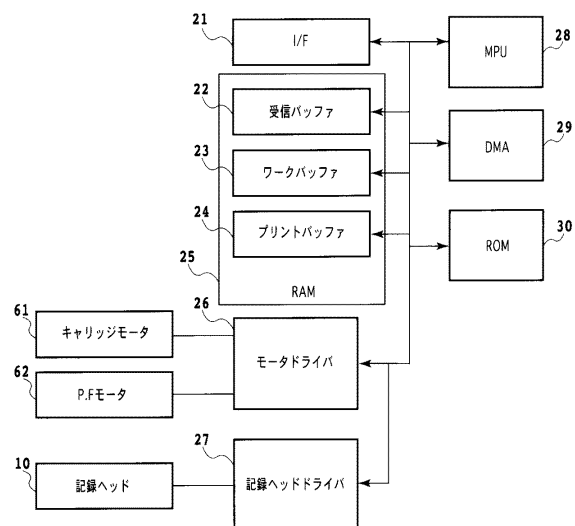 21
I/F
28
MPU
22
受信バッファ
29
DMA
23
ワークバッファ
24
プリントバッファ
30
ROM
25
RAM
61
キャリッジモータ
26
モータドライバ
62
P.Fモータ
27
10
記録ヘッド
記録ヘッドドライバ